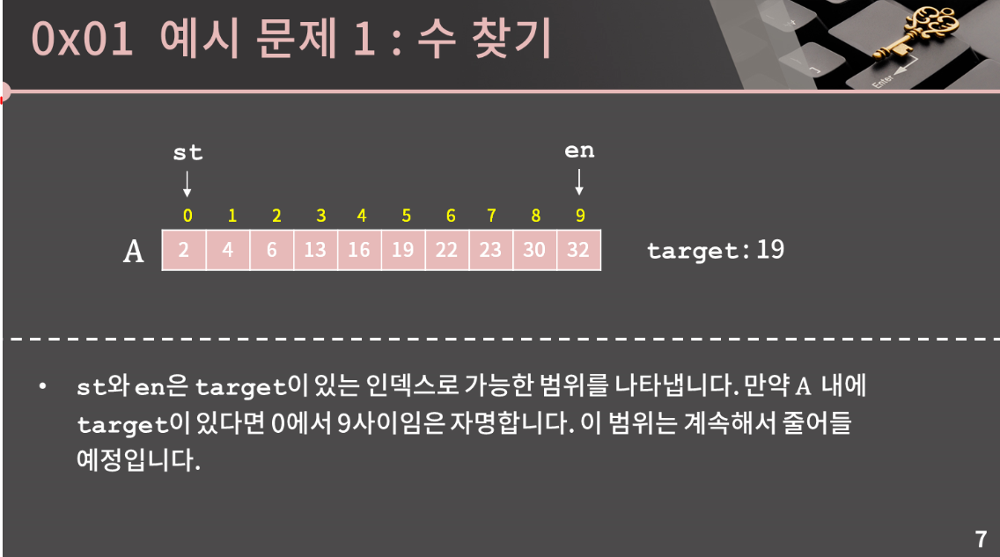 0x01 예시 문제 1 : 수 찾기
Enter
st en
0 1 2 3 4 5 6 7 8 9
A 2 4 6 13 16 19 22 23 30 32 target: 19
• st와 en은 target이 있는 인덱스로 가능한 범위를 나타냅니다. 만약 A 내에
target이 있다면 0에서 9사이임은 자명합니다. 이 범위는 계속해서 줄어들
예정입니다.
7